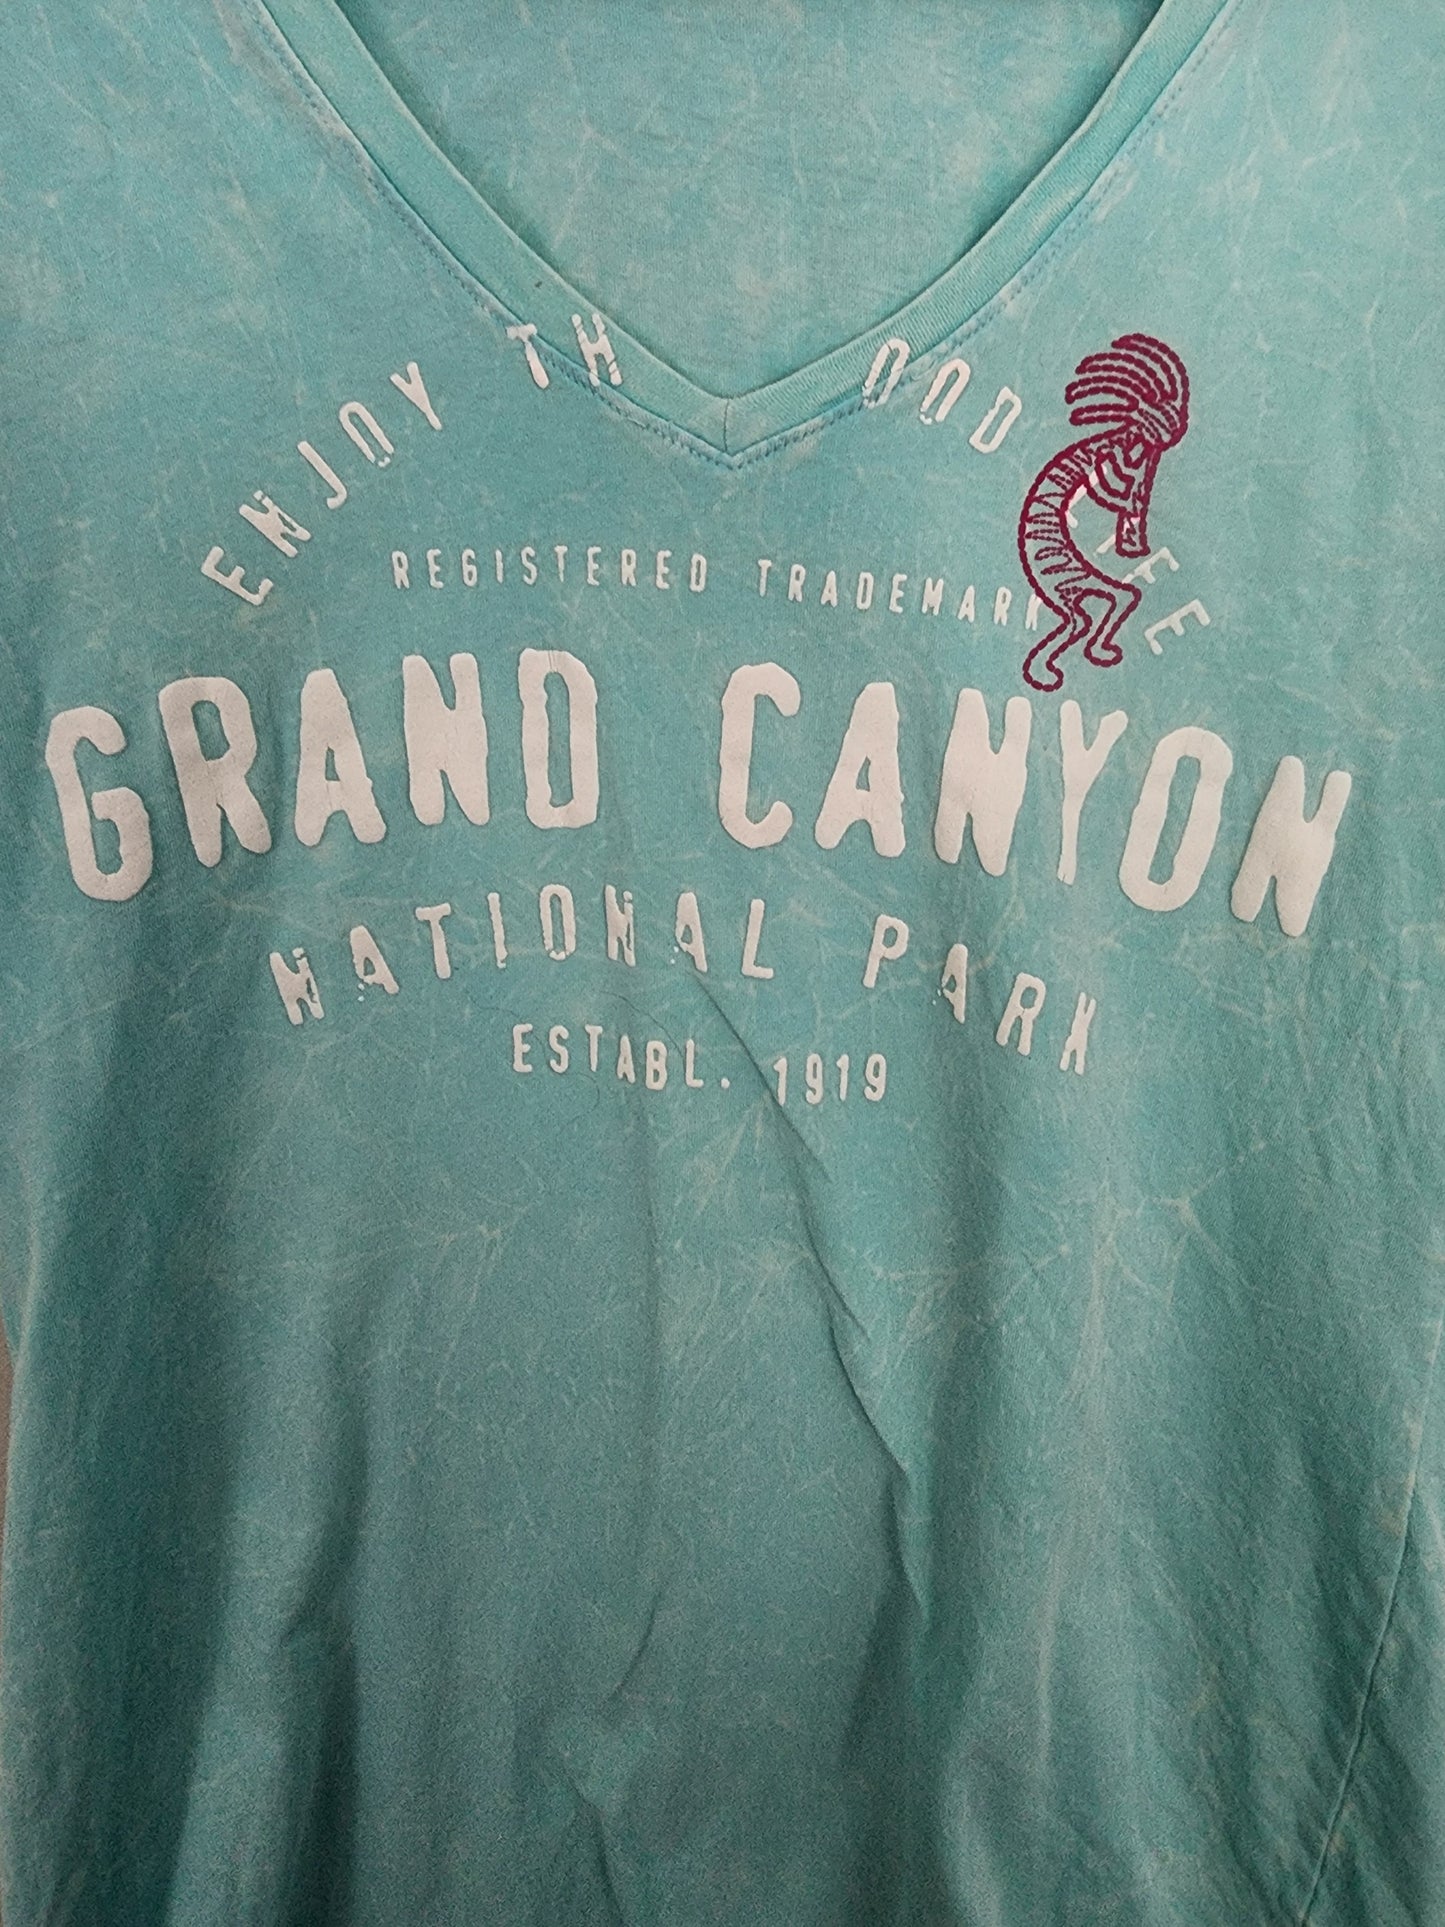 ENJOY TH OOD
REGISTERED TRADEMARK
GRAND CANYON
NATIONAL PARK
ESTABL. 1919